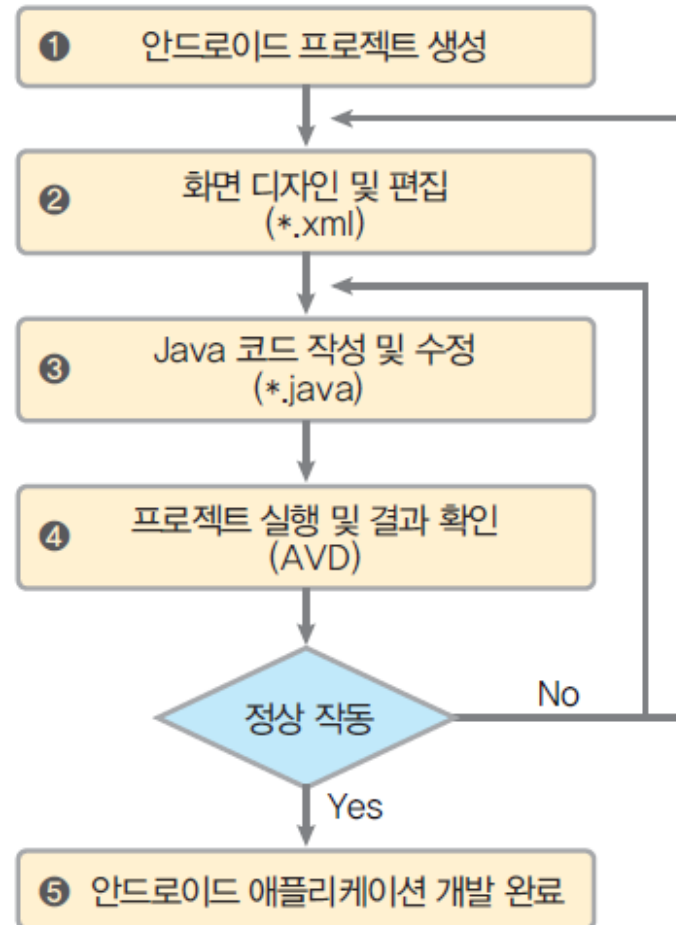 ❶ 안드로이드 프로젝트 생성
❷ 화면 디자인 및 편집
(*.xml)
❸ Java 코드 작성 및 수정
(*.java)
❹ 프로젝트 실행 및 결과 확인
(AVD)
정상 작동
No
Yes
❺ 안드로이드 애플리케이션 개발 완료